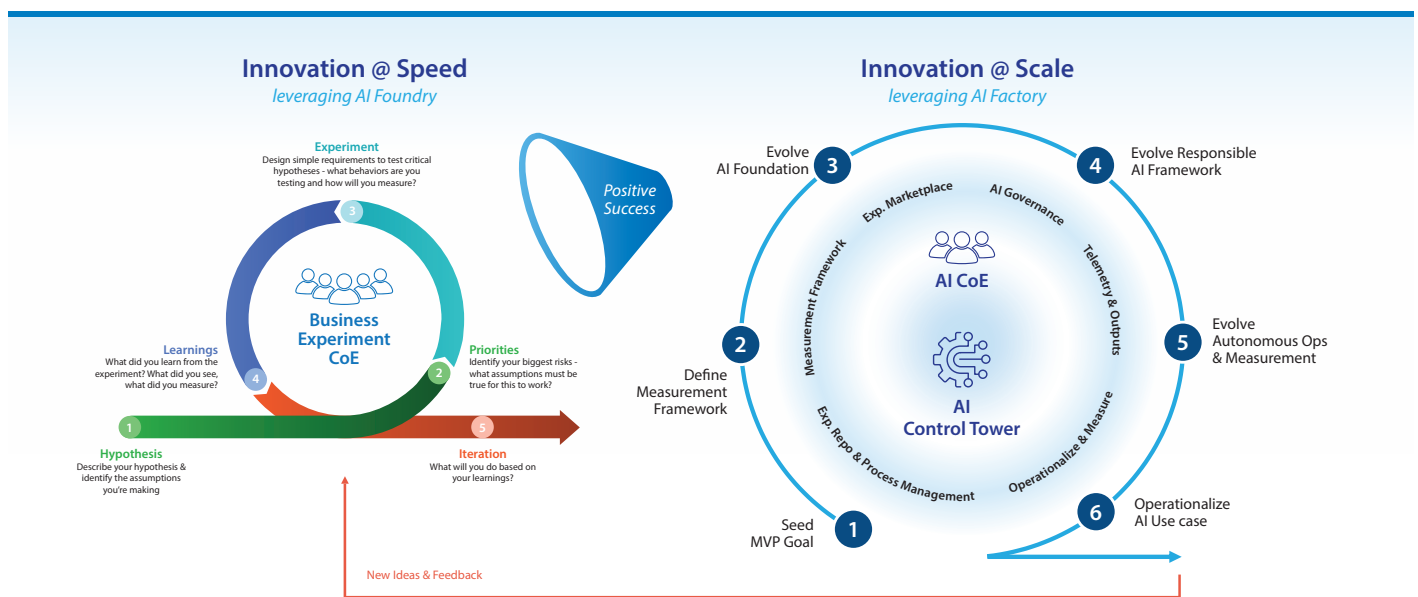 Innovation @ Speed
leveraging AI Foundry
Experiment
Design simple requirements to test critical
hypotheses - what behaviors are you
testing and how will you measure?
3
Business
Experiment
CoE
Learnings
What did you learn from the
experiment? What did you see,
what did you measure?
4
Priorities
Identify your biggest risks -
what assumptions must be
true for this to work?
2
1
Hypothesis
Describe your hypothesis &
identify the assumptions
you're making
5
Iteration
What will you do based on
your learnings?
New Ideas & Feedback
Positive
Success
Innovation @ Scale
leveraging AI Factory
Evolve
AI Foundation
3
4
Evolve Responsible
AI Framework
Exp. Marketplace
AI Governance
Measurement Framework
Telemetry & Outputs
AI CoE
2
Define
Measurement
Framework
5
Evolve
Autonomous Ops
& Measurement
AI
Control Tower
Exp. Repo & Process Management
Operationalize & Measure
Seed
MVP Goal
1
6
Operationalize
AI Use case